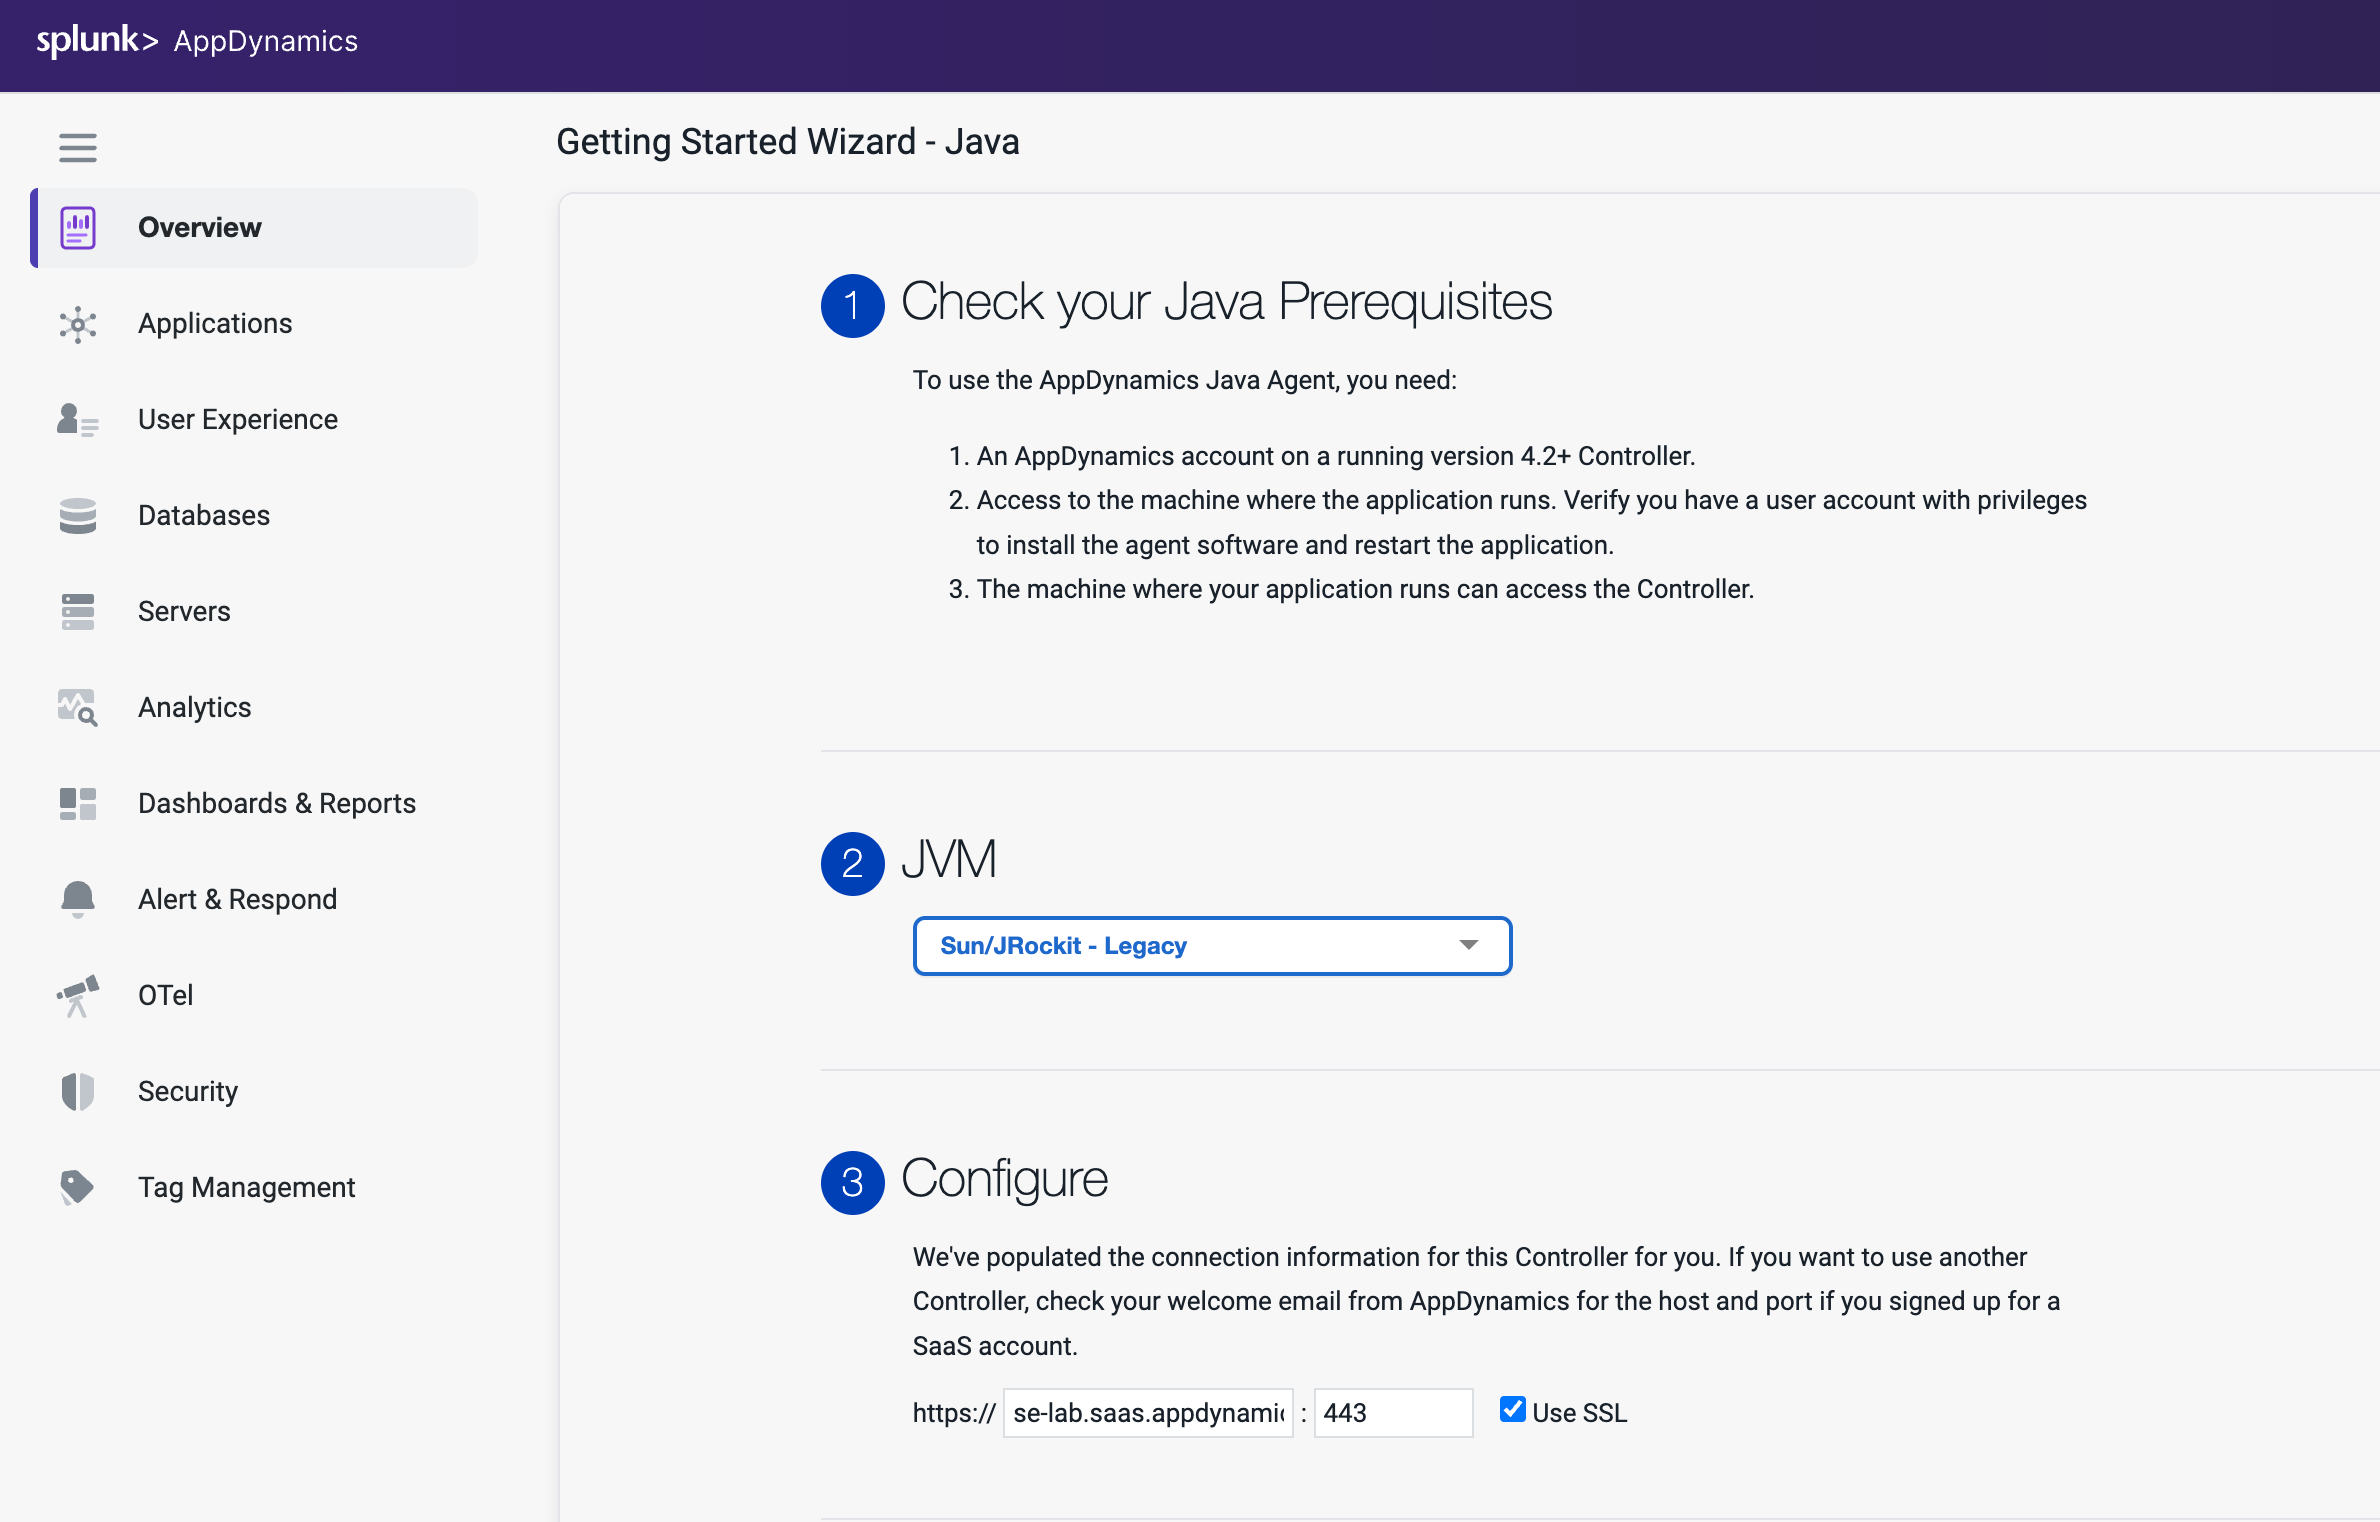 splunk> AppDynamics
Getting Started Wizard - Java
Overview
Applications
User Experience
Databases
Servers
Analytics
Dashboards & Reports
Alert & Respond
OTel
Security
Tag Management
1 Check your Java Prerequisites
To use the AppDynamics Java Agent, you need:
1. An AppDynamics account on a running version 4.2+ Controller.
2. Access to the machine where the application runs. Verify you have a user account with privileges
to install the agent software and restart the application.
3. The machine where your application runs can access the Controller.
2 JVM
Sun/JRockit - Legacy
3 Configure
We've populated the connection information for this Controller for you. If you want to use another
Controller, check your welcome email from AppDynamics for the host and port if you signed up for a
SaaS account.
https:// se-lab.saas.appdynamic : 443 Use SSL